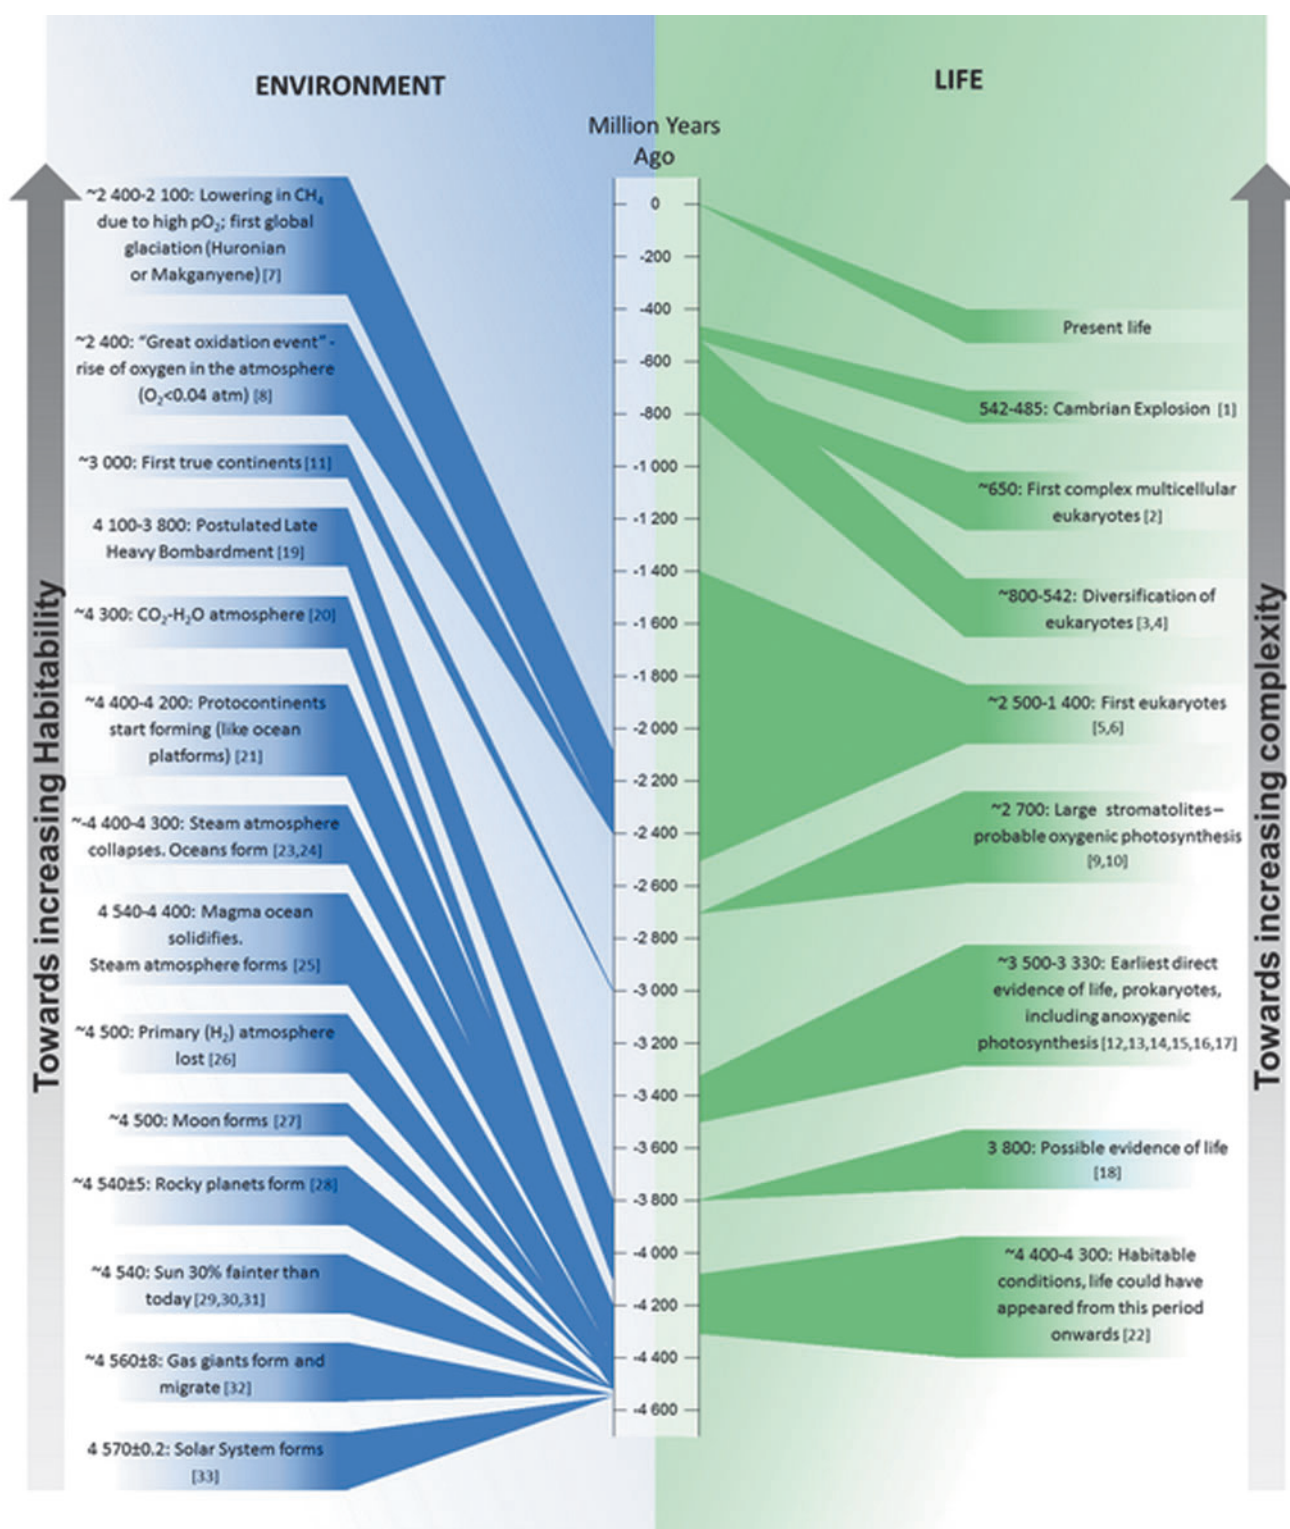 ENVIRONMENT
LIFE
Million Years
Ago
Towards increasing Habitability
~2 400-2 100: Lowering in CH₄
due to high pO₂; first global
glaciation (Huronian
or Makganyene) [7]
~2 400: “Great oxidation event” -
rise of oxygen in the atmosphere
(O₂<0.04 atm) [8]
~3 000: First true continents [11]
4 100-3 800: Postulated Late
Heavy Bombardment [19]
~4 300: CO₂-H₂O atmosphere [20]
~4 400-4 200: Protocontinents
start forming (like ocean
platforms) [21]
~-4 400-4 300: Steam atmosphere
collapses. Oceans form [23,24]
4 540-4 400: Magma ocean
solidifies.
Steam atmosphere forms [25]
~4 500: Primary (H₂) atmosphere
lost [26]
~4 500: Moon forms [27]
~4 540±5: Rocky planets form [28]
~4 540: Sun 30% fainter than
today [29,30,31]
~4 560±8: Gas giants form and
migrate [32]
4 570±0.2: Solar System forms
[33]
0
-200
-400
-600
-800
-1 000
-1 200
-1 400
-1 600
-1 800
-2 000
-2 200
-2 400
-2 600
-2 800
-3 000
-3 200
-3 400
-3 600
-3 800
-4 000
-4 200
-4 400
-4 600
Present life
542-485: Cambrian Explosion [1]
~650: First complex multicellular
eukaryotes [2]
~800-542: Diversification of
eukaryotes [3,4]
~2 500-1 400: First eukaryotes
[5,6]
~2 700: Large stromatolites–
probable oxygenic photosynthesis
[9,10]
~3 500-3 330: Earliest direct
evidence of life, prokaryotes,
including anoxygenic
photosynthesis [12,13,14,15,16,17]
3 800: Possible evidence of life
[18]
~4 400-4 300: Habitable
conditions, life could have
appeared from this period
onwards [22]
Towards increasing complexity